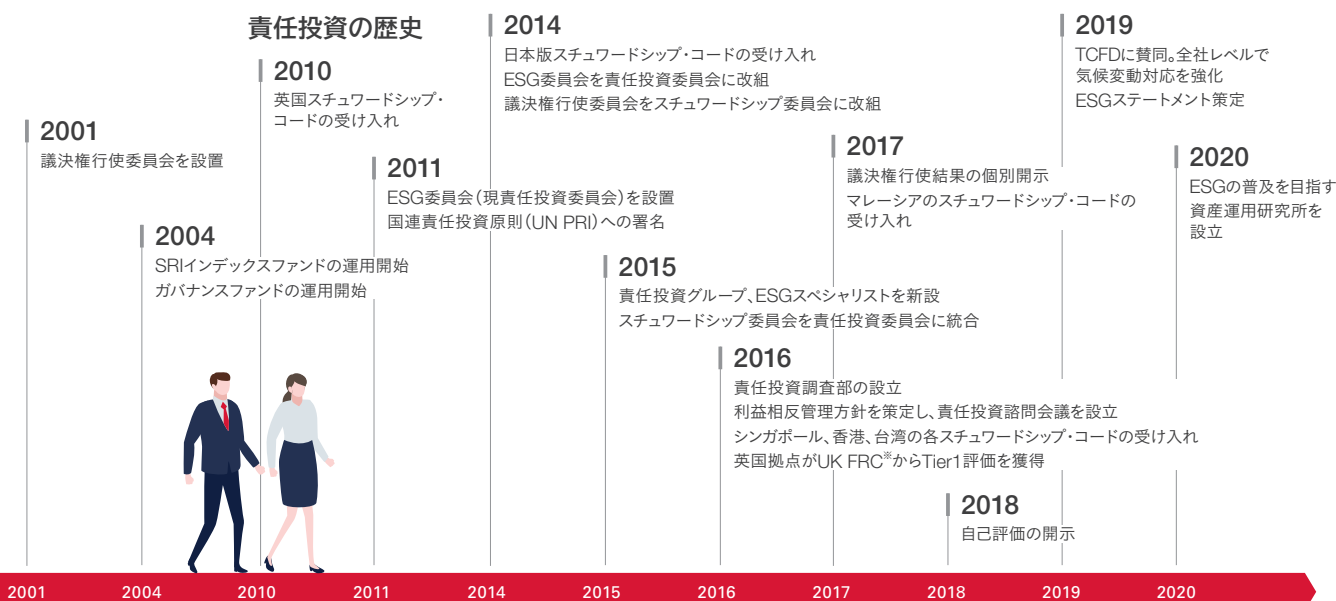 責任投資の歴史
2001
議決権行使委員会を設置
2004
SRIインデックスファンドの運用開始
ガバナンスファンドの運用開始
2010
英国スチュワードシップ・
コードの受け入れ
2011
ESG委員会(現責任投資委員会)を設置
国連責任投資原則(UN PRI)への署名
2014
日本版スチュワードシップ・コードの受け入れ
ESG委員会を責任投資委員会に改組
議決権行使委員会をスチュワードシップ委員会に改組
2015
責任投資グループ、ESGスペシャリストを新設
スチュワードシップ委員会を責任投資委員会に統合
2016
責任投資調査部の設立
利益相反管理方針を策定し、責任投資諮問会議を設立
シンガポール、香港、台湾の各スチュワードシップ・コードの受け入れ
英国拠点がUK FRC※からTier1評価を獲得
2017
議決権行使結果の個別開示
マレーシアのスチュワードシップ・コードの
受け入れ
2018
自己評価の開示
2019
TCFDに賛同。全社レベルで
気候変動対応を強化
ESGステートメント策定
2020
ESGの普及を目指す
資産運用研究所を
設立
2001 2004 2010 2011 2014 2015 2016 2017 2018 2019 2020